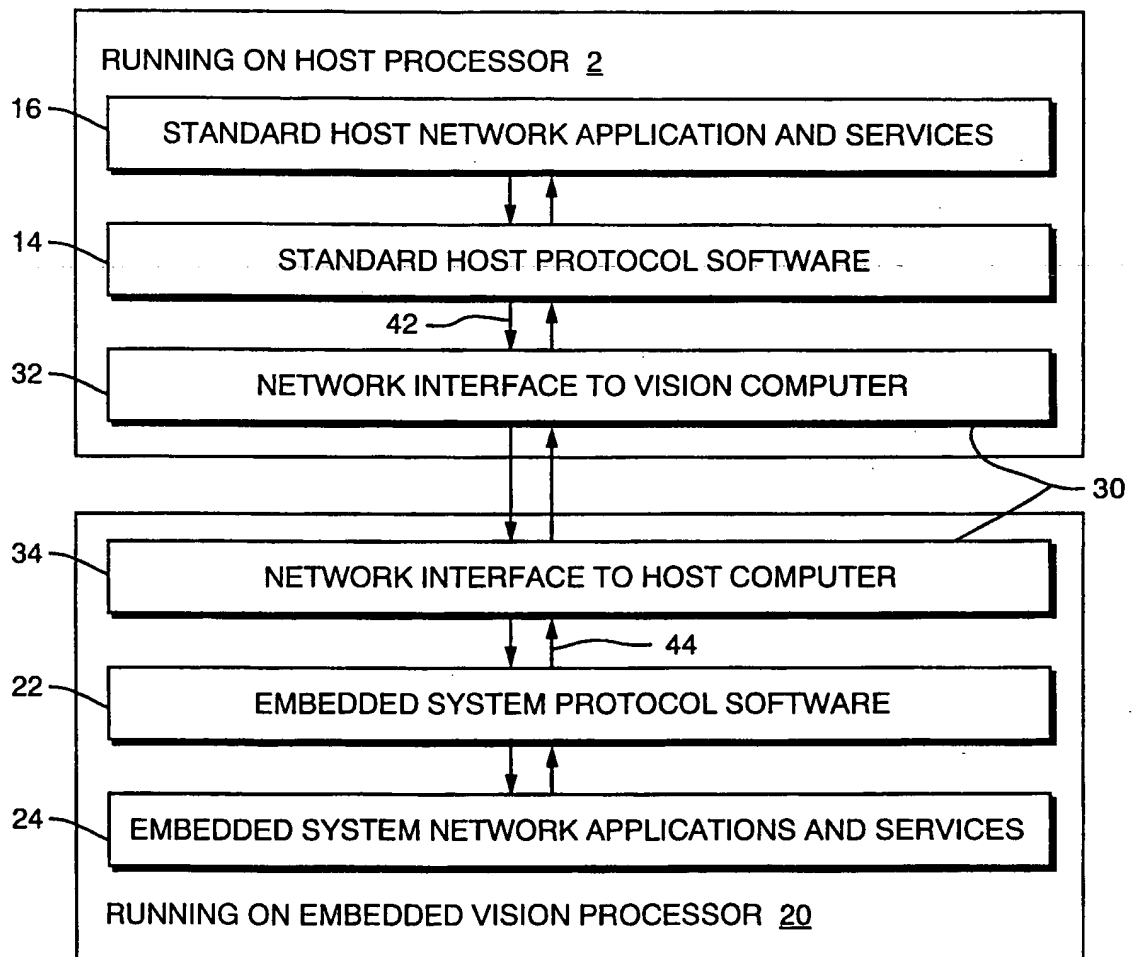 RUNNING ON HOST PROCESSOR 2
16
STANDARD HOST NETWORK APPLICATION AND SERVICES
14
STANDARD HOST PROTOCOL SOFTWARE
42
32
NETWORK INTERFACE TO VISION COMPUTER
30
34
NETWORK INTERFACE TO HOST COMPUTER
44
22
EMBEDDED SYSTEM PROTOCOL SOFTWARE
24
EMBEDDED SYSTEM NETWORK APPLICATIONS AND SERVICES
RUNNING ON EMBEDDED VISION PROCESSOR 20